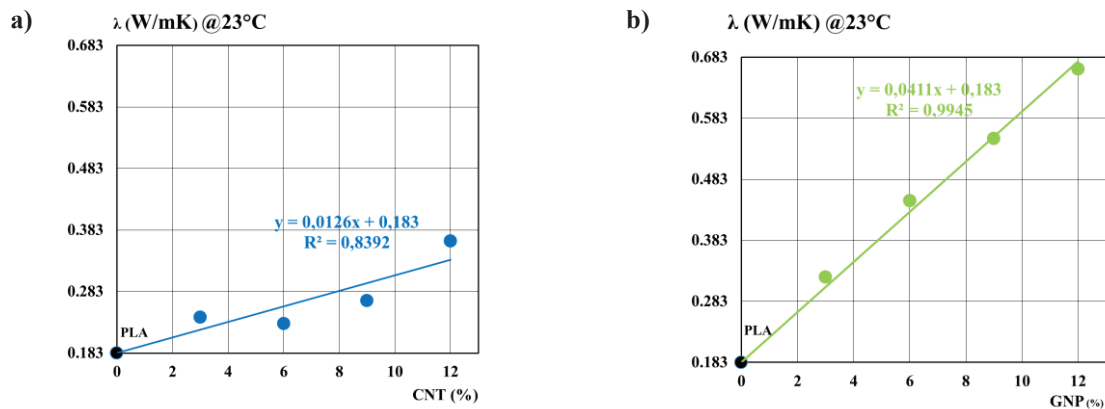 a)
λ (W/mK) @23°C
0.683
0.583
0.483
0.383
0.283
0.183
y = 0,0126x + 0,183
R² = 0,8392
PLA
0 2 4 6 8 10 12
CNT (%)
b)
λ (W/mK) @23°C
0.683
0.583
0.483
0.383
0.283
0.183
y = 0,0411x + 0,183
R² = 0,9945
PLA
0 2 4 6 8 10 12
GNP (%)